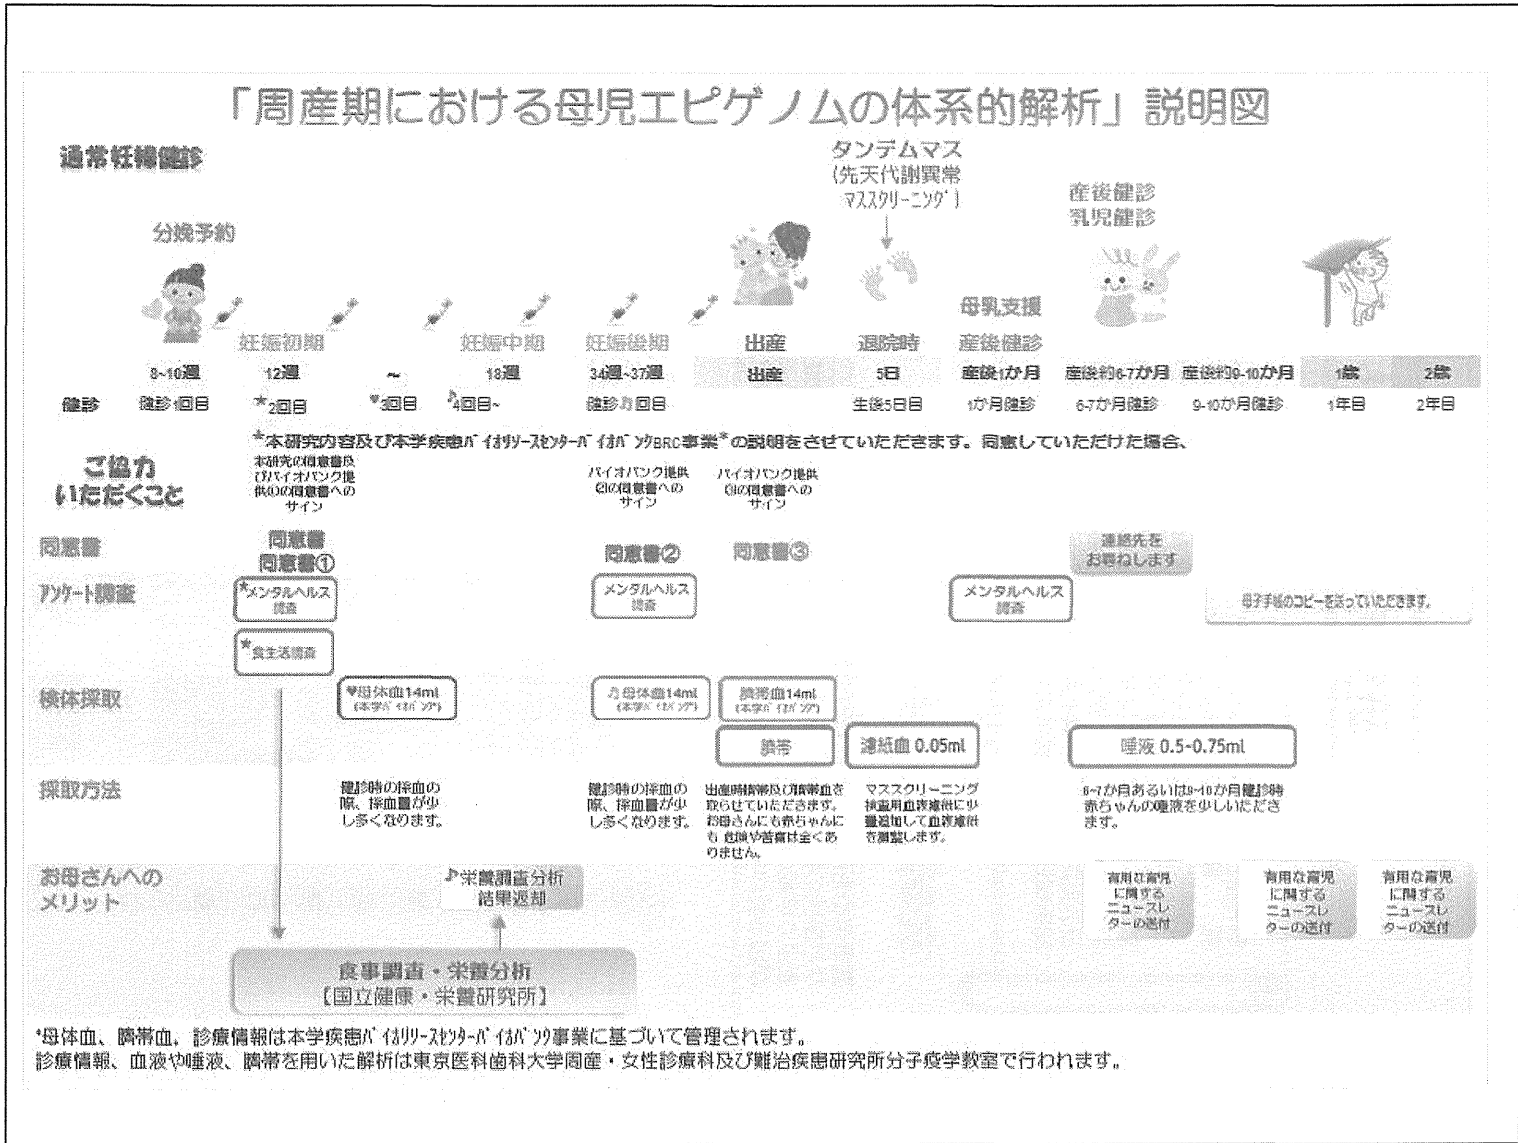 「周産期における母児エピゲノムの体系的解析」説明図
通常妊婦健診
タンデムマス
(先天代謝異常
ﾏｽｽｸﾘｰﾆﾝｸﾞ)
産後健診
乳児健診
分娩予約
母乳支援
妊娠初期 妊娠中期 妊娠後期 出産 退院時 産後健診
8~10週 12週 ~ 18週 34週~37週 出産 5日 産後1か月 産後約6-7か月 産後約9-10か月 1歳 2歳
健診 健診1回目 *2回目 ♥3回目 ♪4回目~ 健診♫回目 生後5日目 1か月健診 6-7か月健診 9-10か月健診 1年目 2年目
*本研究内容及び本学疾患ﾊﾞｲｵﾘｿｰｽｾﾝﾀｰﾊﾞｲｵﾊﾞﾝｸBRC事業*の説明をさせていただきます。同意していただけた場合、
ご協力
いただくこと
本研究の同意書及
びバイオバンク提
供(1)の同意書への
サイン
バイオバンク提供
(2)の同意書への
サイン
バイオバンク提供
(3)の同意書への
サイン
同意書
同意書
同意書①
同意書②
同意書③
連絡先を
お尋ねします
ｱﾝｹｰﾄ調査
*メンタルヘルス
調査
メンタルヘルス
調査
メンタルヘルス
調査
母子手帳のコピーを送っていただきます。
*食生活調査
検体採取
♥母体血14ml
(本学ﾊﾞｲｵﾊﾞﾝｸ*)
♫母体血14ml
(本学ﾊﾞｲｵﾊﾞﾝｸ*)
臍帯血14ml
(本学ﾊﾞｲｵﾊﾞﾝｸ*)
臍帯
濾紙血 0.05ml
唾液 0.5-0.75ml
採取方法
健診時の採血の
際、採血量が少
し多くなります。
健診時の採血の
際、採血量が少
し多くなります。
出産時臍帯及び臍帯血を
取らせていただきます。
お母さんにも赤ちゃんに
も 危険や苦痛は全くあ
りません。
マススクリーニング
検査用血液濾紙に少
量追加して血液濾紙
を調製します。
6~7か月あるいは9~10か月健診時
赤ちゃんの唾液を少しいただき
ます。
お母さんへの
メリット
♪栄養調査分析
結果返却
有用な育児
に関する
ニュースレ
ターの送付
有用な育児
に関する
ニュースレ
ターの送付
有用な育児
に関する
ニュースレ
ターの送付
食事調査・栄養分析
【国立健康・栄養研究所】
*母体血、臍帯血、診療情報は本学疾患ﾊﾞｲｵﾘﾘｰｽｾﾝﾀｰﾊﾞｲｵﾊﾞﾝｸ事業に基づいて管理されます。
診療情報、血液や唾液、臍帯を用いた解析は東京医科歯科大学周産・女性診療科及び難治疾患研究所分子疫学教室で行われます。